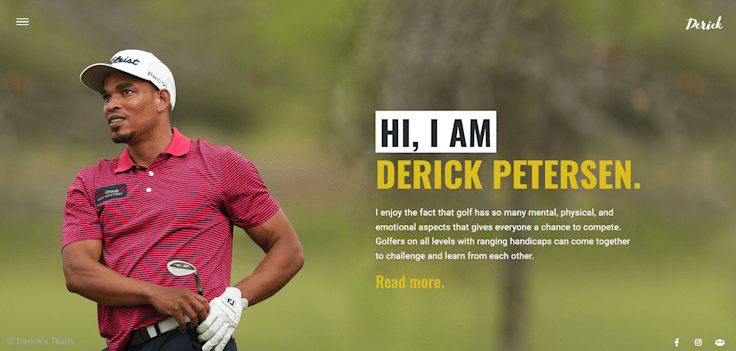 Derick
Titleist
PRO V1
HI, I AM
DERICK PETERSEN.
I enjoy the fact that golf has so many mental, physical, and
emotional aspects that gives everyone a chance to compete.
Golfers on all levels with ranging handicaps can come together
to challenge and learn from each other.
Read more.
Group
FJ
© Derick's Team.